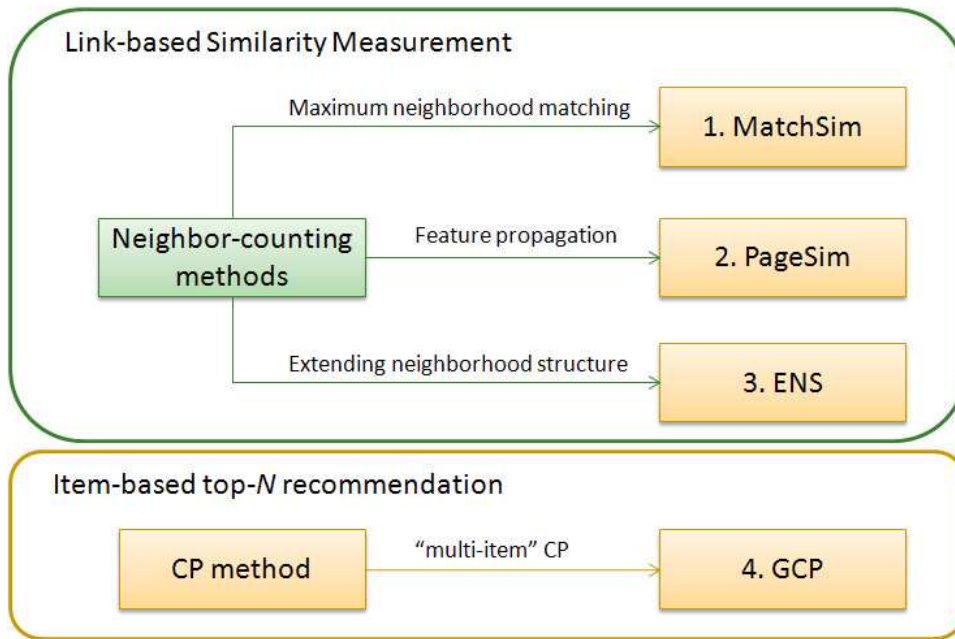 Link-based Similarity Measurement
Maximum neighborhood matching
1. MatchSim
Neighbor-counting
methods
Feature propagation
2. PageSim
Extending neighborhood structure
3. ENS
Item-based top-N recommendation
CP method
“multi-item” CP
4. GCP